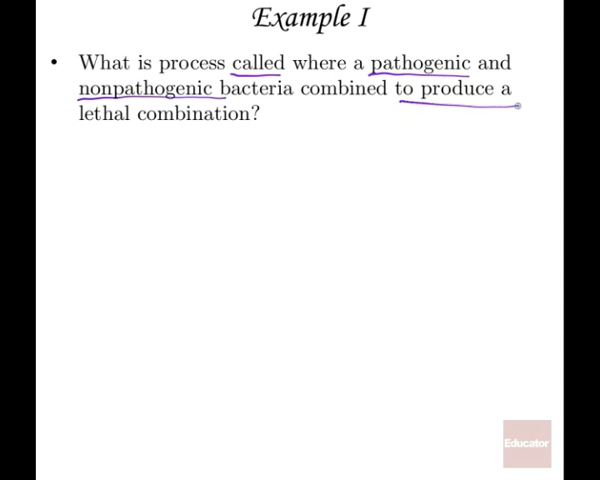 Example I
• What is process called where a pathogenic and
nonpathogenic bacteria combined to produce a
lethal combination?
Educator